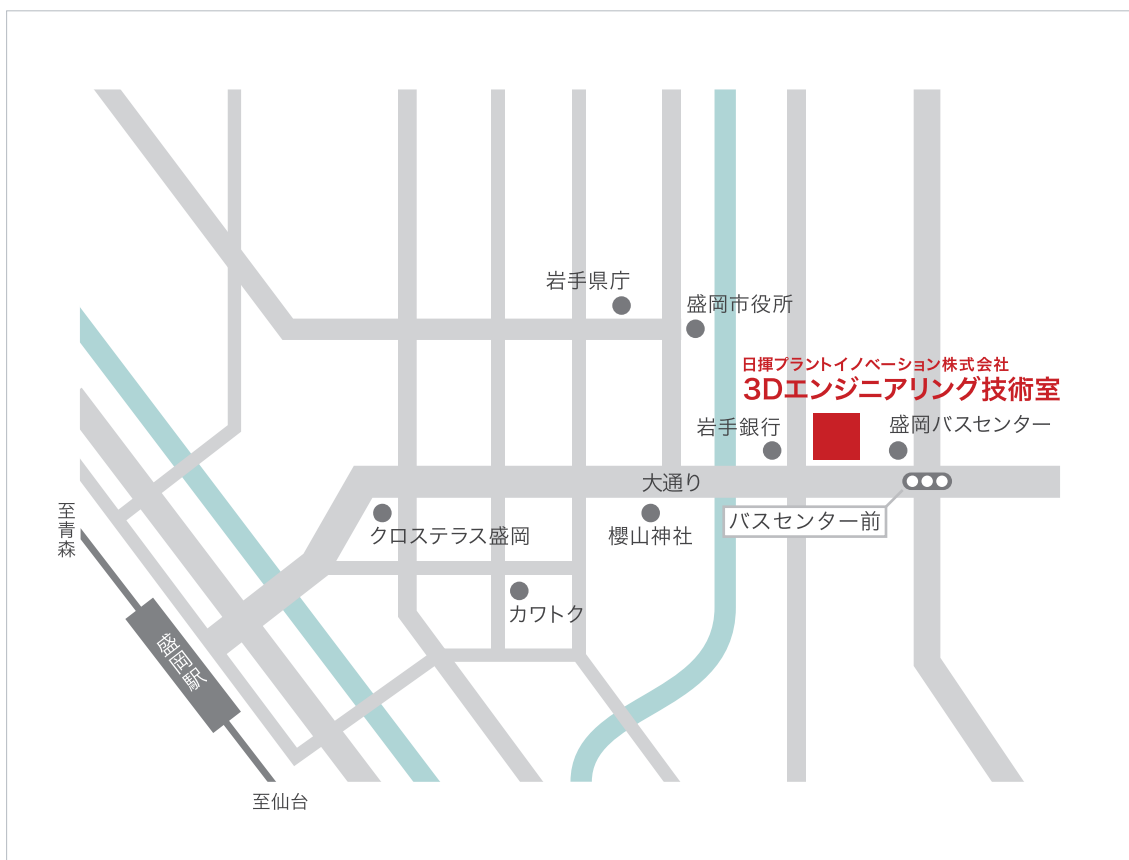 岩手県庁
盛岡市役所
日揮プラントイノベーション株式会社
3Dエンジニアリング技術室
岩手銀行
盛岡バスセンター
大通り
至青森
クロステラス盛岡
櫻山神社
バスセンター前
カワトク
盛岡駅
至仙台